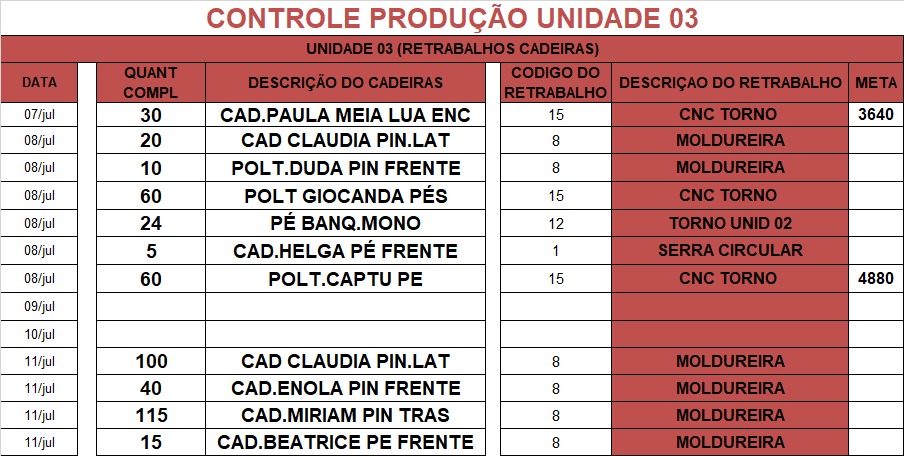 CONTROLE PRODUÇÃO UNIDADE 03
UNIDADE 03 (RETRABALHOS CADEIRAS)
DATA QUANT COMPL DESCRIÇÃO DO CADEIRAS CODIGO DO RETRABALHO DESCRIÇAO DO RETRABALHO META
07/jul 30 CAD.PAULA MEIA LUA ENC 15 CNC TORNO 3640
08/jul 20 CAD CLAUDIA PIN.LAT 8 MOLDUREIRA
08/jul 10 POLT.DUDA PIN FRENTE 8 MOLDUREIRA
08/jul 60 POLT GIOCANDA PÉS 15 CNC TORNO
08/jul 24 PÉ BANQ.MONO 12 TORNO UNID 02
08/jul 5 CAD.HELGA PÉ FRENTE 1 SERRA CIRCULAR
08/jul 60 POLT.CAPTU PE 15 CNC TORNO 4880
09/jul
10/jul
11/jul 100 CAD CLAUDIA PIN.LAT 8 MOLDUREIRA
11/jul 40 CAD.ENOLA PIN FRENTE 8 MOLDUREIRA
11/jul 115 CAD.MIRIAM PIN TRAS 8 MOLDUREIRA
11/jul 15 CAD.BEATRICE PE FRENTE 8 MOLDUREIRA